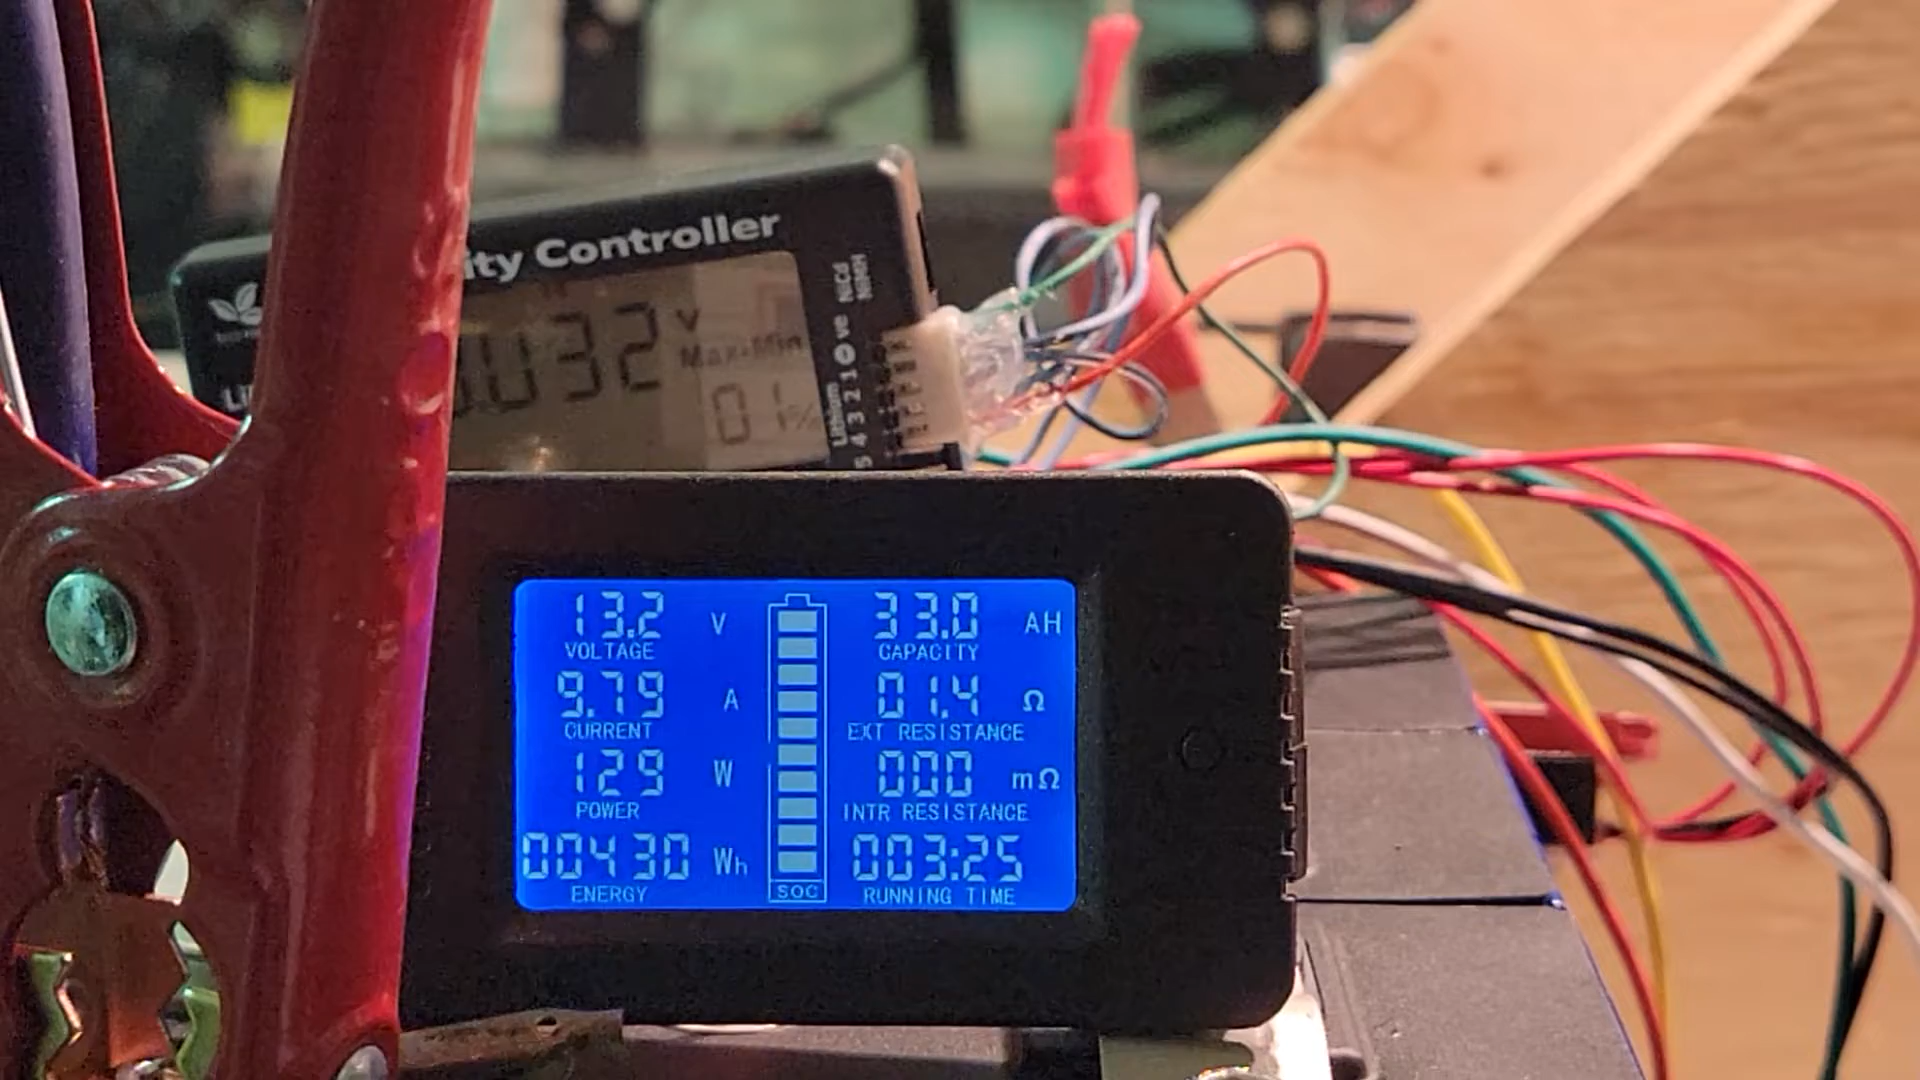 ity Controller
032 V
Max-Min
01%
Lithium
5 4 3 2 1 ve NiCd
NiMH
13.2 V
VOLTAGE
33.0 AH
CAPACITY
9.79 A
CURRENT
01.4 Ω
EXT RESISTANCE
129 W
POWER
000 mΩ
INTR RESISTANCE
00430 Wh
ENERGY
SOC
003:25
RUNNING TIME